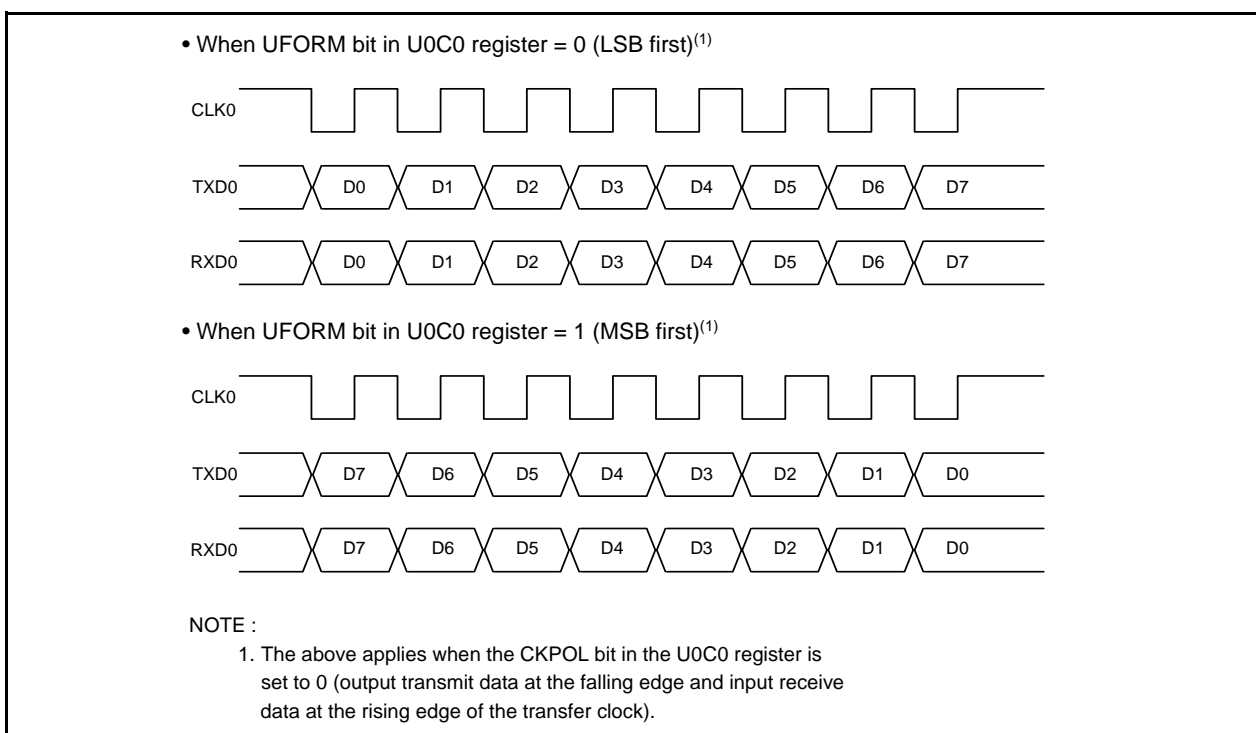 • When UFORM bit in U0C0 register = 0 (LSB first)(1)
CLK0
TXD0 D0 D1 D2 D3 D4 D5 D6 D7
RXD0 D0 D1 D2 D3 D4 D5 D6 D7
• When UFORM bit in U0C0 register = 1 (MSB first)(1)
CLK0
TXD0 D7 D6 D5 D4 D3 D2 D1 D0
RXD0 D7 D6 D5 D4 D3 D2 D1 D0
NOTE :
1. The above applies when the CKPOL bit in the U0C0 register is
set to 0 (output transmit data at the falling edge and input receive
data at the rising edge of the transfer clock).